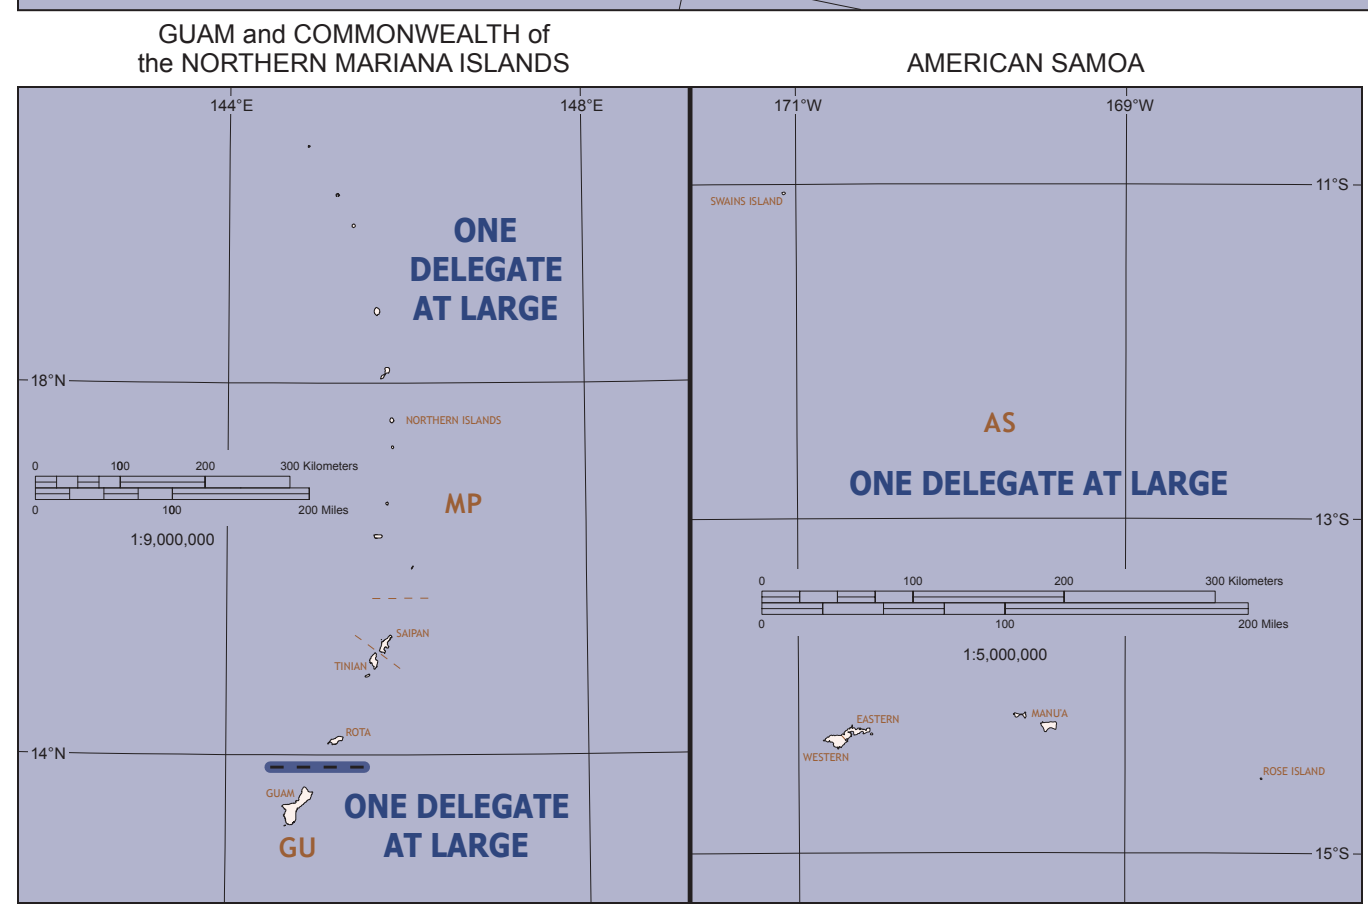 GUAM and COMMONWEALTH of
the NORTHERN MARIANA ISLANDS
144°E
148°E
ONE
DELEGATE
AT LARGE
18°N
NORTHERN ISLANDS
0 100 200 300 Kilometers
0 100 200 Miles
1:9,000,000
MP
SAIPAN
TINIAN
ROTA
14°N
GUAM
GU
ONE DELEGATE
AT LARGE
AMERICAN SAMOA
171°W
169°W
11°S
SWAINS ISLAND
AS
ONE DELEGATE AT LARGE
13°S
0 100 200 300 Kilometers
0 100 200 Miles
1:5,000,000
EASTERN
WESTERN
MANU'A
ROSE ISLAND
15°S